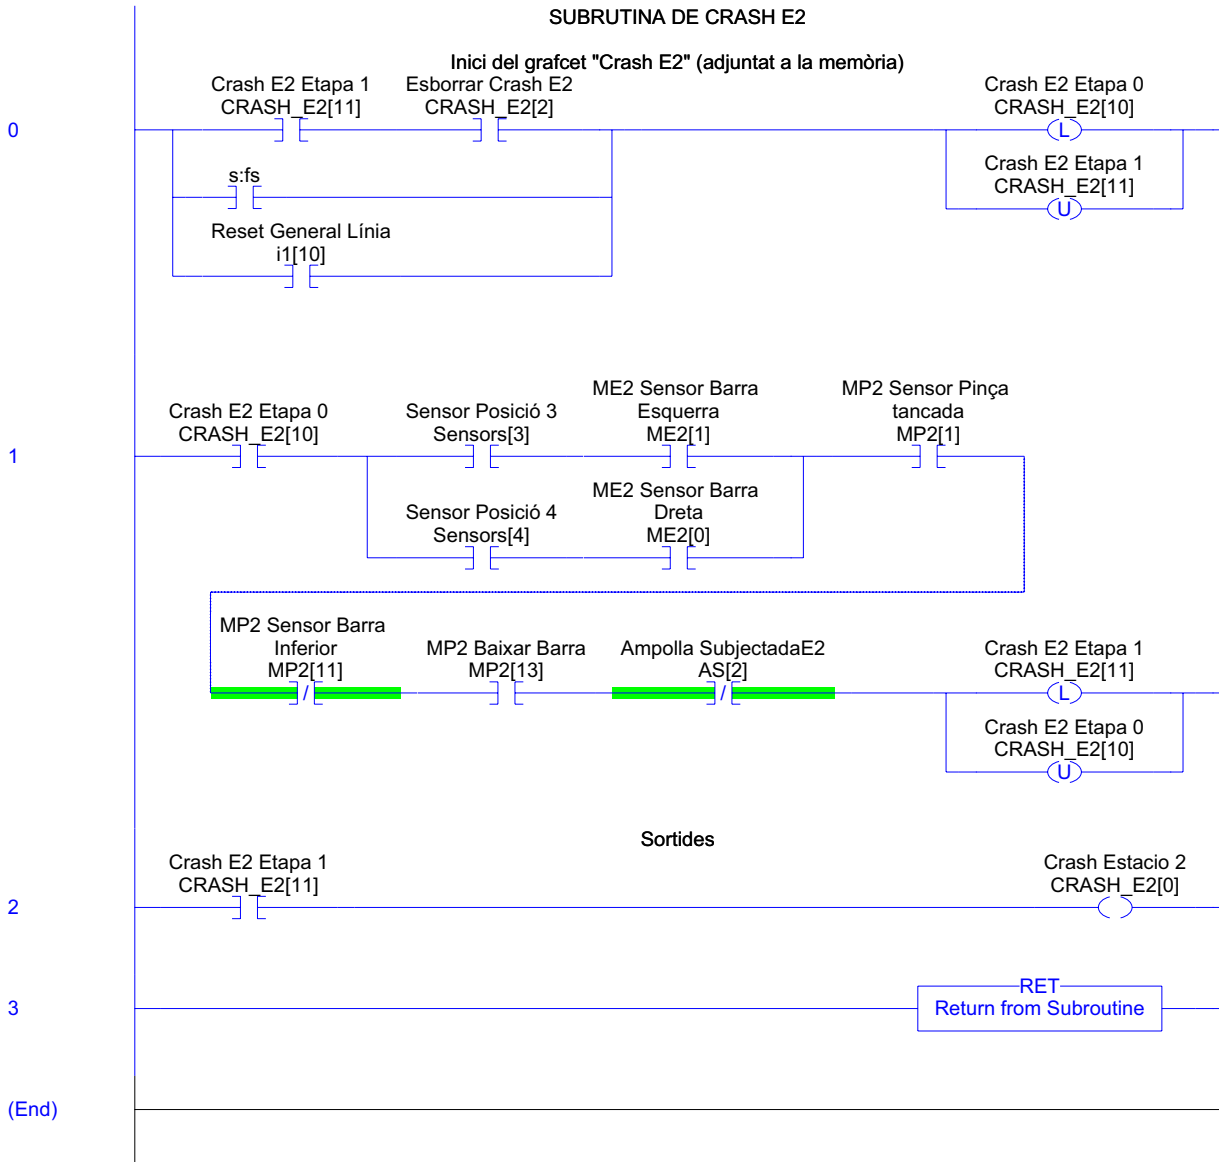 SUBRUTINA DE CRASH E2
Inici del grafcet "Crash E2" (adjuntat a la memòria)
Crash E2 Etapa 1
CRASH_E2[11]
Esborrar Crash E2
CRASH_E2[2]
Crash E2 Etapa 0
CRASH_E2[10]
0
L
Crash E2 Etapa 1
CRASH_E2[11]
U
s:fs
Reset General Línia
i1[10]
Crash E2 Etapa 0
CRASH_E2[10]
Sensor Posició 3
Sensors[3]
ME2 Sensor Barra
Esquerra
ME2[1]
MP2 Sensor Pinça
tancada
MP2[1]
1
Sensor Posició 4
Sensors[4]
ME2 Sensor Barra
Dreta
ME2[0]
MP2 Sensor Barra
Inferior
MP2[11]
/
MP2 Baixar Barra
MP2[13]
Ampolla SubjectadaE2
AS[2]
/
Crash E2 Etapa 1
CRASH_E2[11]
L
Crash E2 Etapa 0
CRASH_E2[10]
U
Sortides
Crash E2 Etapa 1
CRASH_E2[11]
Crash Estacio 2
CRASH_E2[0]
2
3
RET
Return from Subroutine
(End)